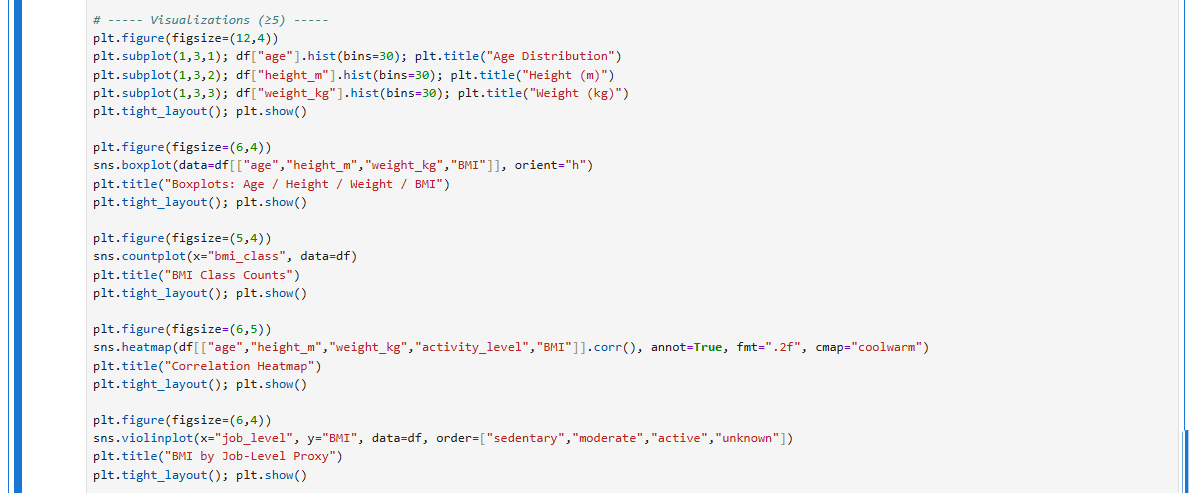 # ----- Visualizations (≥5) -----
plt.figure(figsize=(12,4))
plt.subplot(1,3,1); df["age"].hist(bins=30); plt.title("Age Distribution")
plt.subplot(1,3,2); df["height_m"].hist(bins=30); plt.title("Height (m)")
plt.subplot(1,3,3); df["weight_kg"].hist(bins=30); plt.title("Weight (kg)")
plt.tight_layout(); plt.show()
plt.figure(figsize=(6,4))
sns.boxplot(data=df[["age","height_m","weight_kg","BMI"]], orient="h")
plt.title("Boxplots: Age / Height / Weight / BMI")
plt.tight_layout(); plt.show()
plt.figure(figsize=(5,4))
sns.countplot(x="bmi_class", data=df)
plt.title("BMI Class Counts")
plt.tight_layout(); plt.show()
plt.figure(figsize=(6,5))
sns.heatmap(df[["age","height_m","weight_kg","activity_level","BMI"]].corr(), annot=True, fmt=".2f", cmap="coolwarm")
plt.title("Correlation Heatmap")
plt.tight_layout(); plt.show()
plt.figure(figsize=(6,4))
sns.violinplot(x="job_level", y="BMI", data=df, order=["sedentary","moderate","active","unknown"])
plt.title("BMI by Job-Level Proxy")
plt.tight_layout(); plt.show()